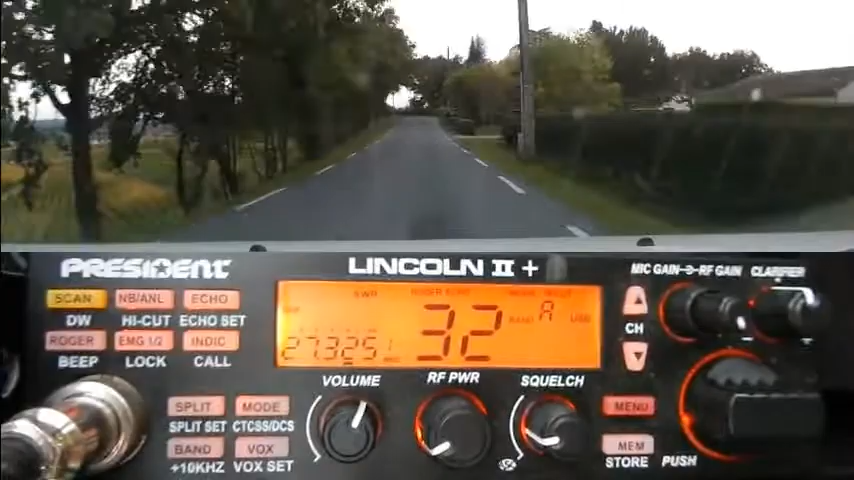 PRESIDENT LINCOLN II + MIC GAIN RF GAIN CLARIFIER
SCAN NB/ANL ECHO
DW HI-CUT ECHO SET
ROGER EMG 1/2 INDIC
BEEP LOCK CALL
32
A
BAND
USB
27.3251
CH
VOLUME RF PWR SQUELCH
SPLIT MODE MENU
SPLIT SET CTCSS/DCS
BAND VOX MEM
+10KHZ VOX SET STORE PUSH